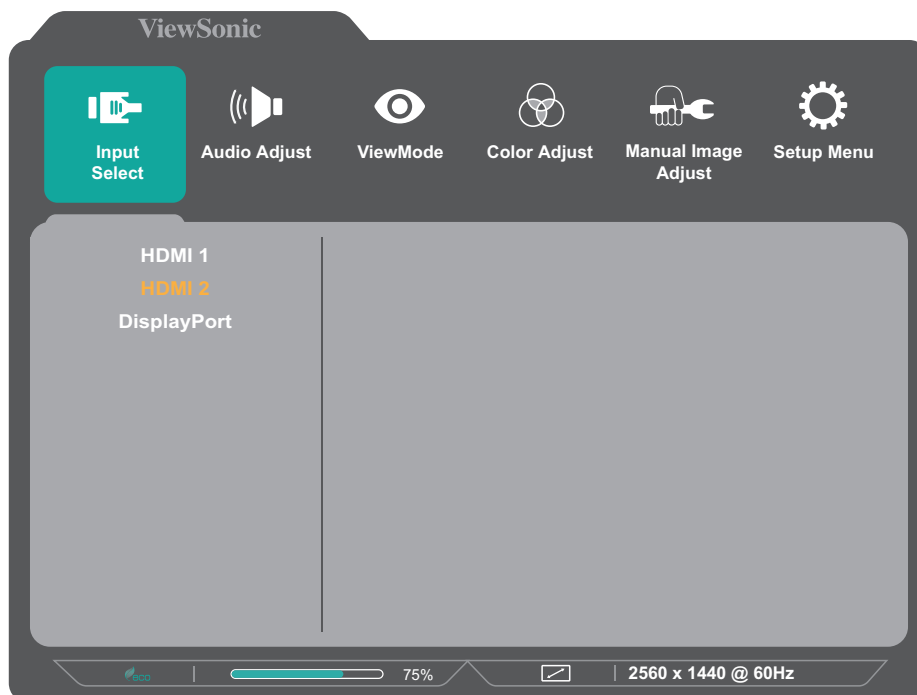 ViewSonic
Input
Select
Audio Adjust
ViewMode
Color Adjust
Manual Image
Adjust
Setup Menu
HDMI 1
HDMI 2
DisplayPort
eco
75%
2560 x 1440 @ 60Hz